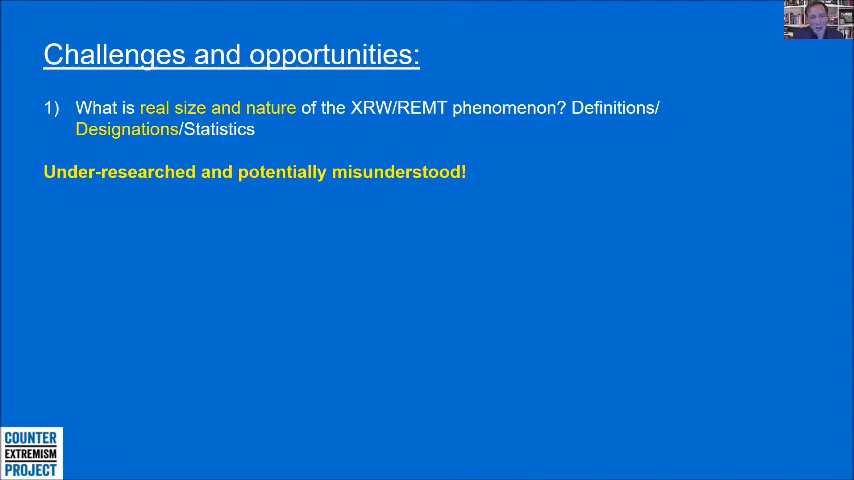 Challenges and opportunities:
1) What is real size and nature of the XRW/REMT phenomenon? Definitions/
Designations/Statistics
Under-researched and potentially misunderstood!
COUNTER
EXTREMISM
PROJECT